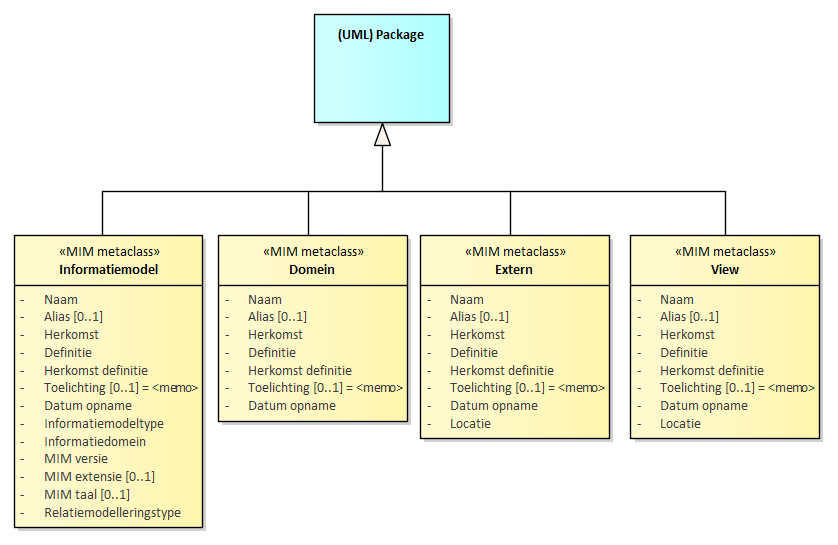 (UML) Package
«MIM metaclass»
Informatiemodel
- Naam
- Alias [0..1]
- Herkomst
- Definitie
- Herkomst definitie
- Toelichting [0..1] = <memo>
- Datum opname
- Informatiemodeltype
- Informatiedomein
- MIM versie
- MIM extensie [0..1]
- MIM taal [0..1]
- Relatiemodelleringstype
«MIM metaclass»
Domein
- Naam
- Alias [0..1]
- Herkomst
- Definitie
- Herkomst definitie
- Toelichting [0..1] = <memo>
- Datum opname
«MIM metaclass»
Extern
- Naam
- Alias [0..1]
- Herkomst
- Definitie
- Herkomst definitie
- Toelichting [0..1] = <memo>
- Datum opname
- Locatie
«MIM metaclass»
View
- Naam
- Alias [0..1]
- Herkomst
- Definitie
- Herkomst definitie
- Toelichting [0..1] = <memo>
- Datum opname
- Locatie